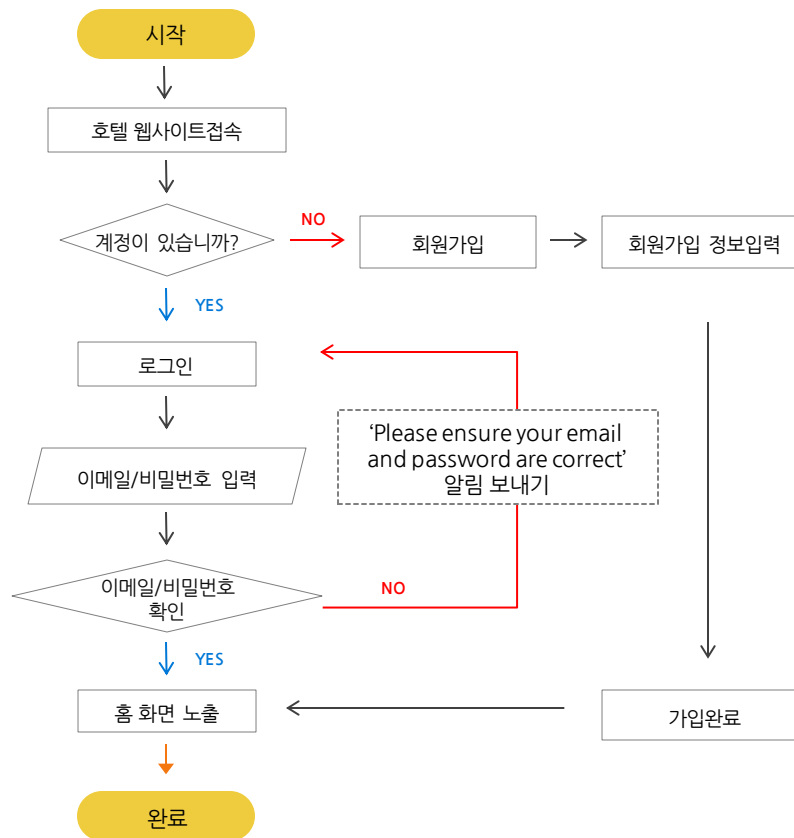 시작
호텔 웹사이트접속
계정이 있습니까?
NO
회원가입
회원가입 정보입력
YES
로그인
'Please ensure your email
and password are correct'
알림 보내기
이메일/비밀번호 입력
이메일/비밀번호
확인
NO
YES
홈 화면 노출
가입완료
완료